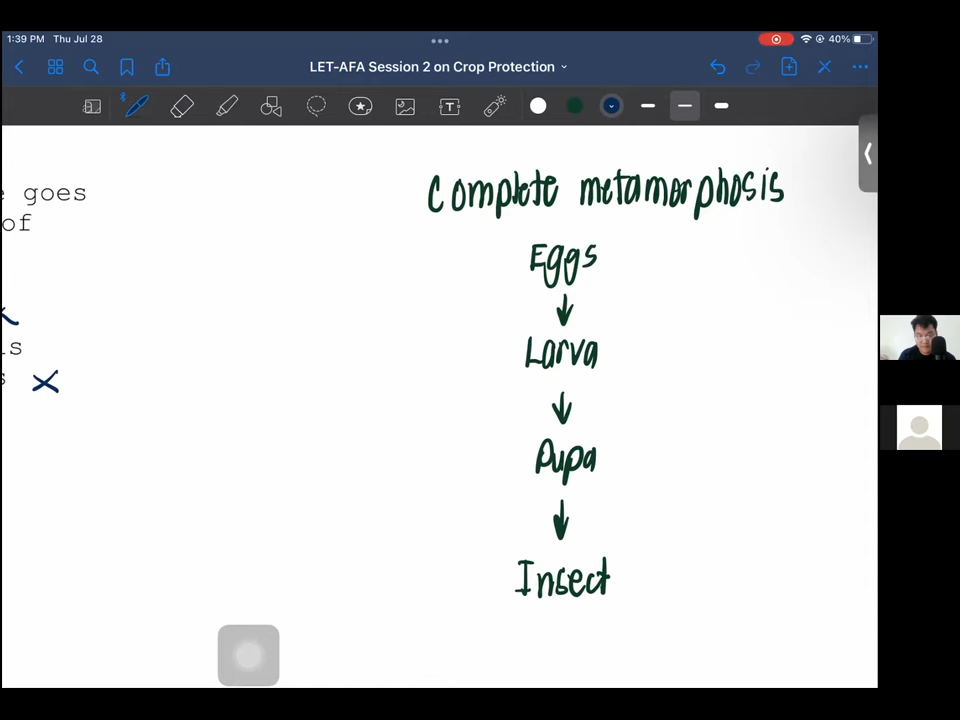 1:39 PM Thu Jul 28
40%
LET-AFA Session 2 on Crop Protection
goes
of
Complete metamorphosis
Eggs
Larva
Pupa
Insect